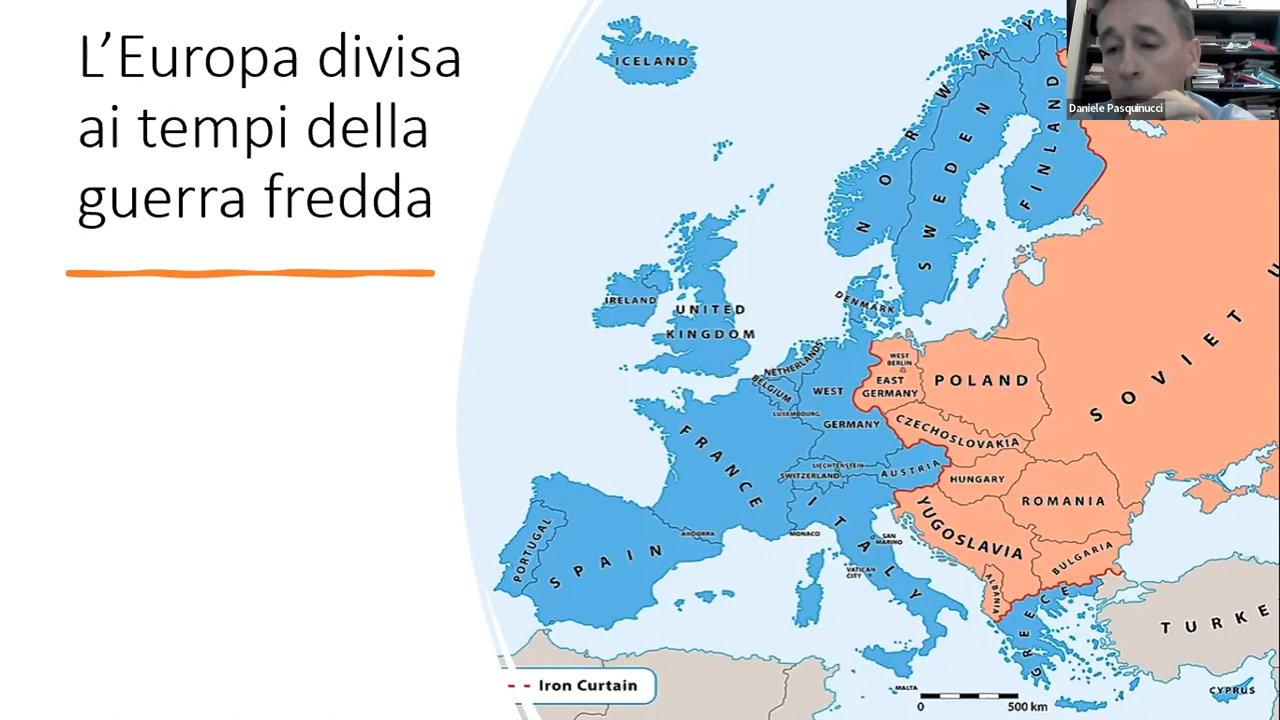 L'Europa divisa
ai tempi della
guerra fredda
Daniele Pasquinucci
ICELAND
NORWAY
SWEDEN
FINLAND
IRELAND
UNITED
KINGDOM
DENMARK
NETHERLANDS
BELGIUM
LUXEMBOURG
WEST
GERMANY
WEST
BERLIN
EAST
GERMANY
POLAND
SOVIET U
CZECHOSLOVAKIA
FRANCE
LIECHTENSTEIN
SWITZERLAND
AUSTRIA
HUNGARY
ROMANIA
YUGOSLAVIA
BULGARIA
ALBANIA
ITALY
MONACO
SAN
MARINO
VATICAN
CITY
ANDORRA
PORTUGAL
SPAIN
GREECE
TURKE
MALTA
CYPRUS
Iron Curtain
0 500 km